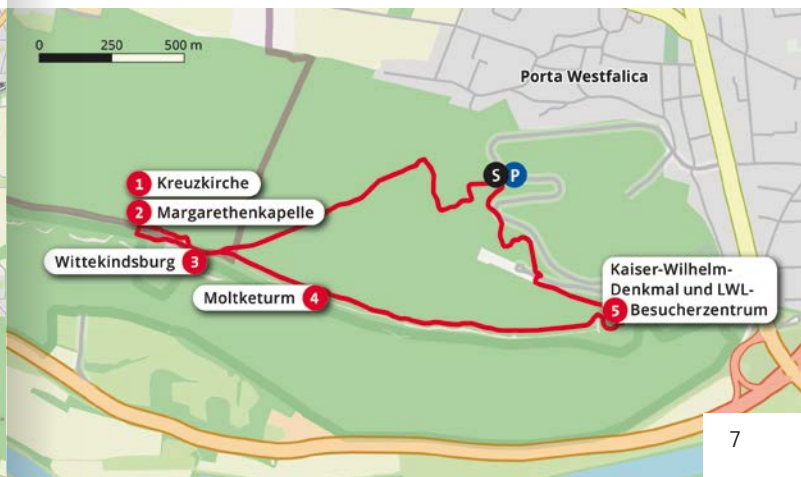 0 250 500 m
Porta Westfalica
S P
1 Kreuzkirche
2 Margarethenkapelle
Wittekindsburg 3
Moltketurm 4
Kaiser-Wilhelm-
Denkmal und LWL-
5 Besucherzentrum
7